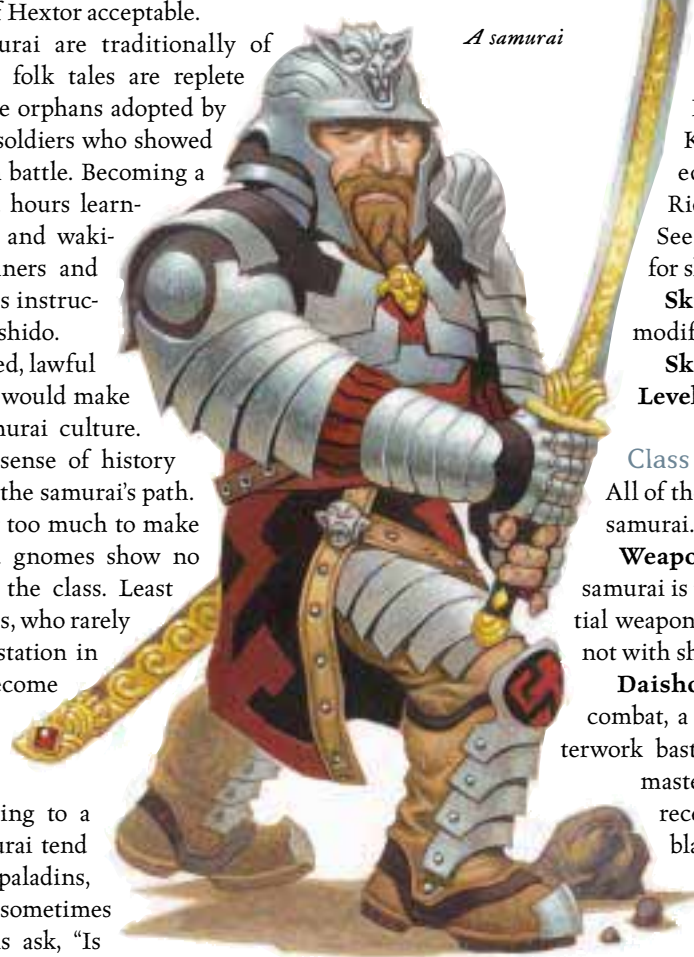 f Hextor acceptable.
urai are traditionally of
folk tales are replete
e orphans adopted by
soldiers who showed
battle. Becoming a
hours learn-
and waki-
ners and
s instruc-
shido.
ed, lawful
would make
murai culture.
sense of history
the samurai's path.
too much to make
gnomes show no
the class. Least
s, who rarely
station in
ecome
ing to a
urai tend
paladins,
sometimes
s ask, “Is
A samurai
K
Ric
See
for sl
Sk
modif
Sk
Level
Class
All of th
samurai.
Weapo
samurai is
tial weapon
not with sh
Daisho
combat, a
terwork bast
maste
rece
bla